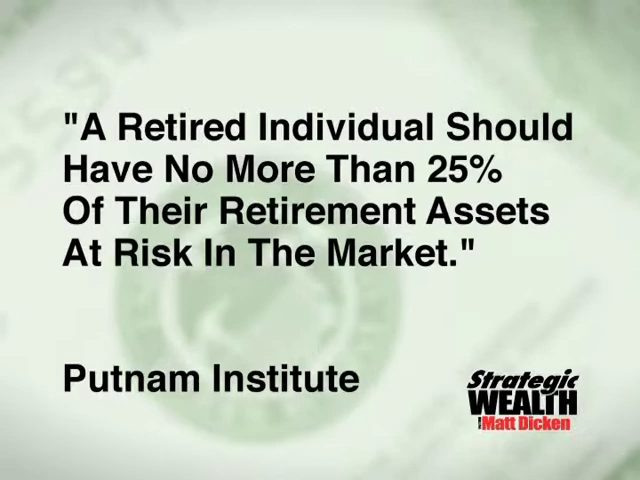 "A Retired Individual Should
Have No More Than 25%
Of Their Retirement Assets
At Risk In The Market."
Putnam Institute
Strategic
WEALTH
Matt Dicken